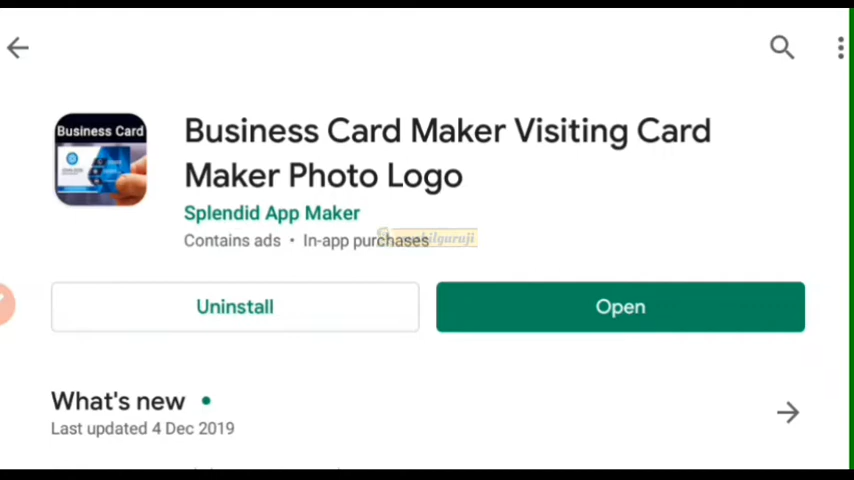 Business Card
Business Card Maker Visiting Card
Maker Photo Logo
Splendid App Maker
Contains ads • In-app purchases
Uninstall
Open
What's new •
Last updated 4 Dec 2019